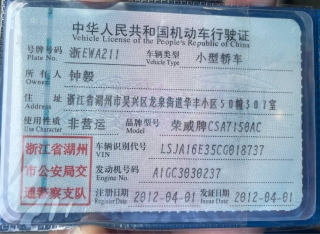 中华人民共和国机动车行驶证
Vehicle License of the People's Republic of China
号牌号码 浙EWA211 车辆类型 小型轿车
Plate No. Vehicle Type
所有人 钟毅
Owner
住址 浙江省湖州市吴兴区龙泉街道华丰小区50幢501室
Address
使用性质 非营运 品牌型号 荣威牌CSA7150AC
Use Character Model
浙江省湖州 车辆识别代号 LSJA16E35CG018737
VIN
市公安局交 发动机号码 A1GC3030237
Engine No.
通警察支队 注册日期 2012-04-01 发证日期 2012-04-01
Register Date Issue Date